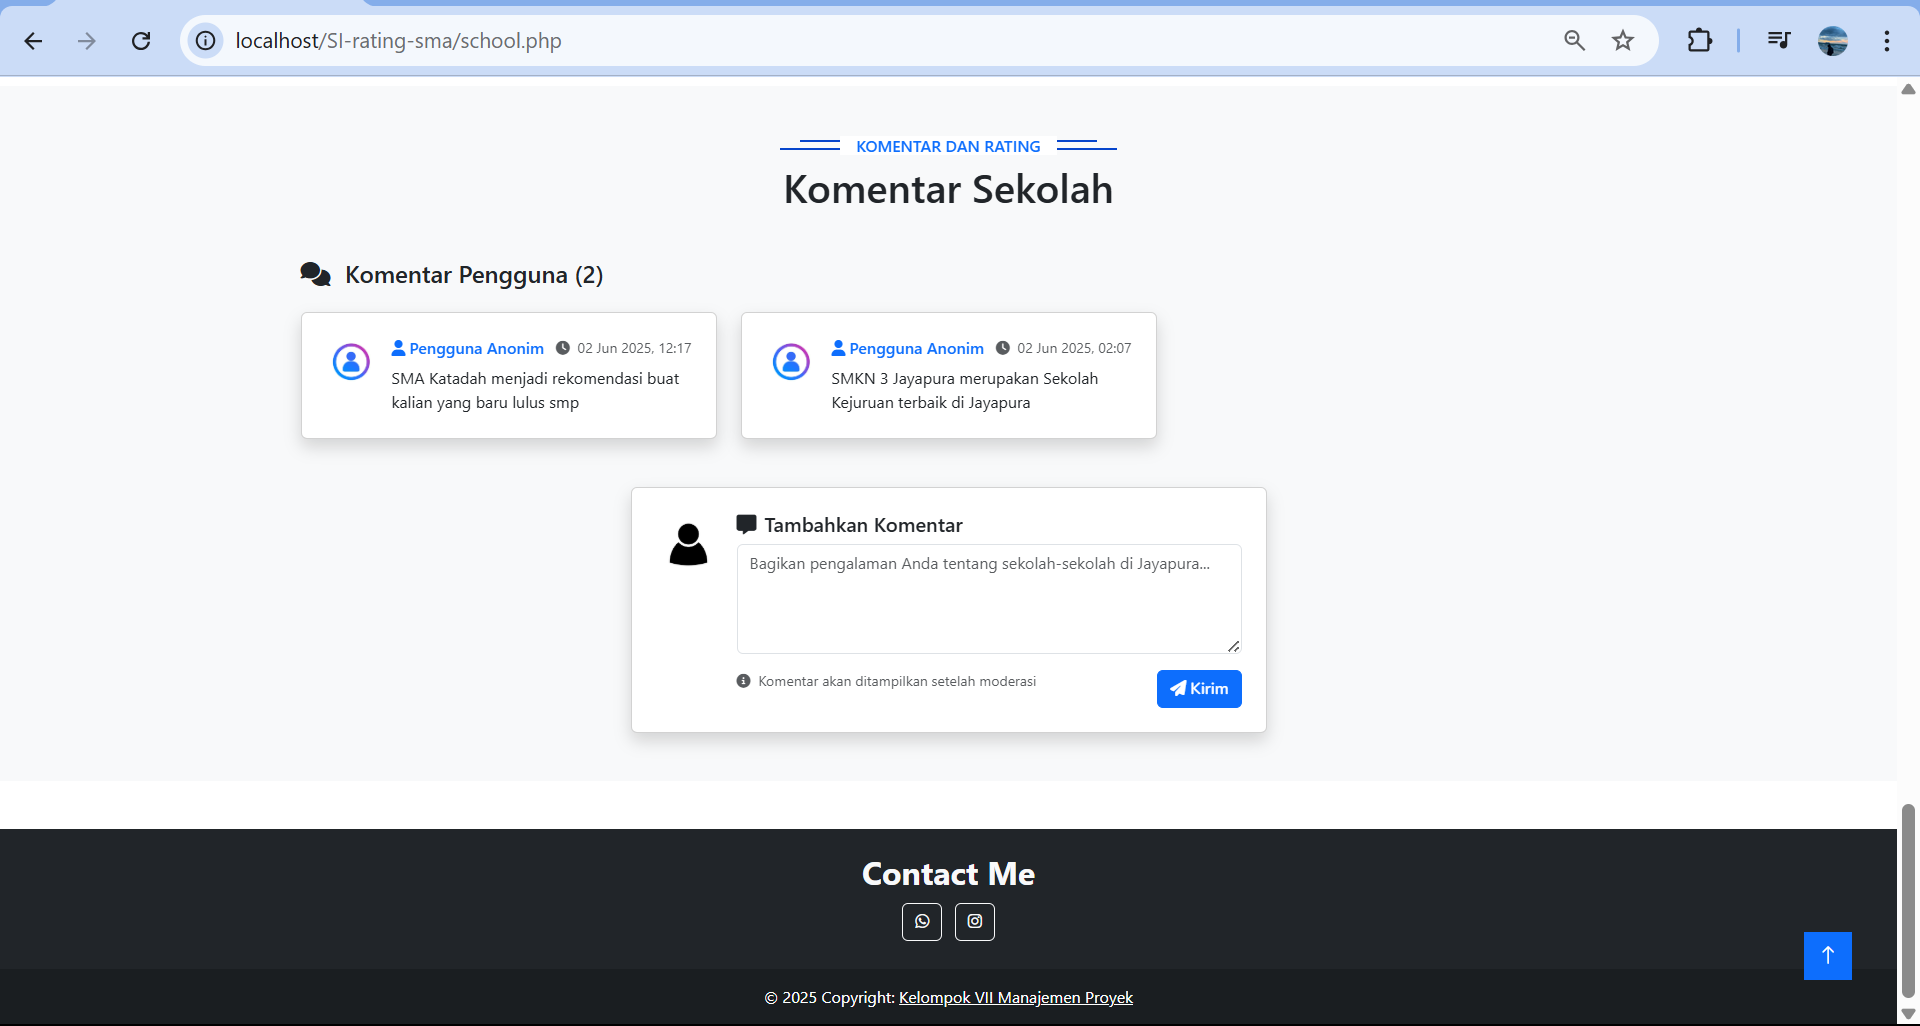 localhost/SI-rating-sma/school.php
KOMENTAR DAN RATING
Komentar Sekolah
Komentar Pengguna (2)
Pengguna Anonim 02 Jun 2025, 12:17
SMA Katadah menjadi rekomendasi buat
kalian yang baru lulus smp
Pengguna Anonim 02 Jun 2025, 02:07
SMKN 3 Jayapura merupakan Sekolah
Kejuruan terbaik di Jayapura
Tambahkan Komentar
Bagikan pengalaman Anda tentang sekolah-sekolah di Jayapura...
Komentar akan ditampilkan setelah moderasi
Kirim
Contact Me
© 2025 Copyright: Kelompok VII Manajemen Proyek